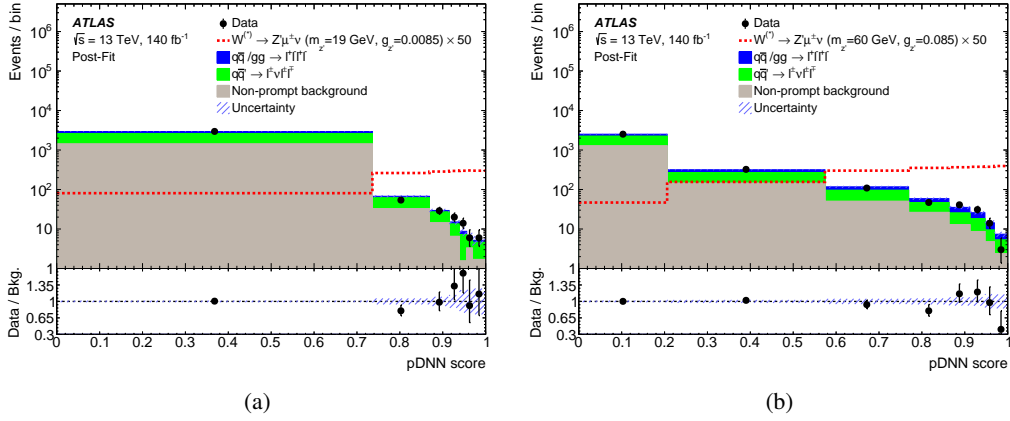 Events / bin
ATLAS
√s = 13 TeV, 140 fb⁻¹
Post-Fit
Data
W⁽*⁾ → Z'μ±ν (m_Z'=19 GeV, g_Z'=0.0085) × 50
qq̄ /gg → l⁺l⁻l⁺l⁻
qq̄' → l±νl±l∓
Non-prompt background
Uncertainty
10⁶
10⁵
10⁴
10³
10²
10
1
Data / Bkg.
1.35
1
0.65
0.3
0 0.1 0.2 0.3 0.4 0.5 0.6 0.7 0.8 0.9 1
pDNN score
(a)
Events / bin
ATLAS
√s = 13 TeV, 140 fb⁻¹
Post-Fit
Data
W⁽*⁾ → Z'μ±ν (m_Z'=60 GeV, g_Z'=0.085) × 50
qq̄ /gg → l⁺l⁻l⁺l⁻
qq̄' → l±νl±l∓
Non-prompt background
Uncertainty
10⁶
10⁵
10⁴
10³
10²
10
1
Data / Bkg.
1.35
1
0.65
0.3
0 0.1 0.2 0.3 0.4 0.5 0.6 0.7 0.8 0.9 1
pDNN score
(b)